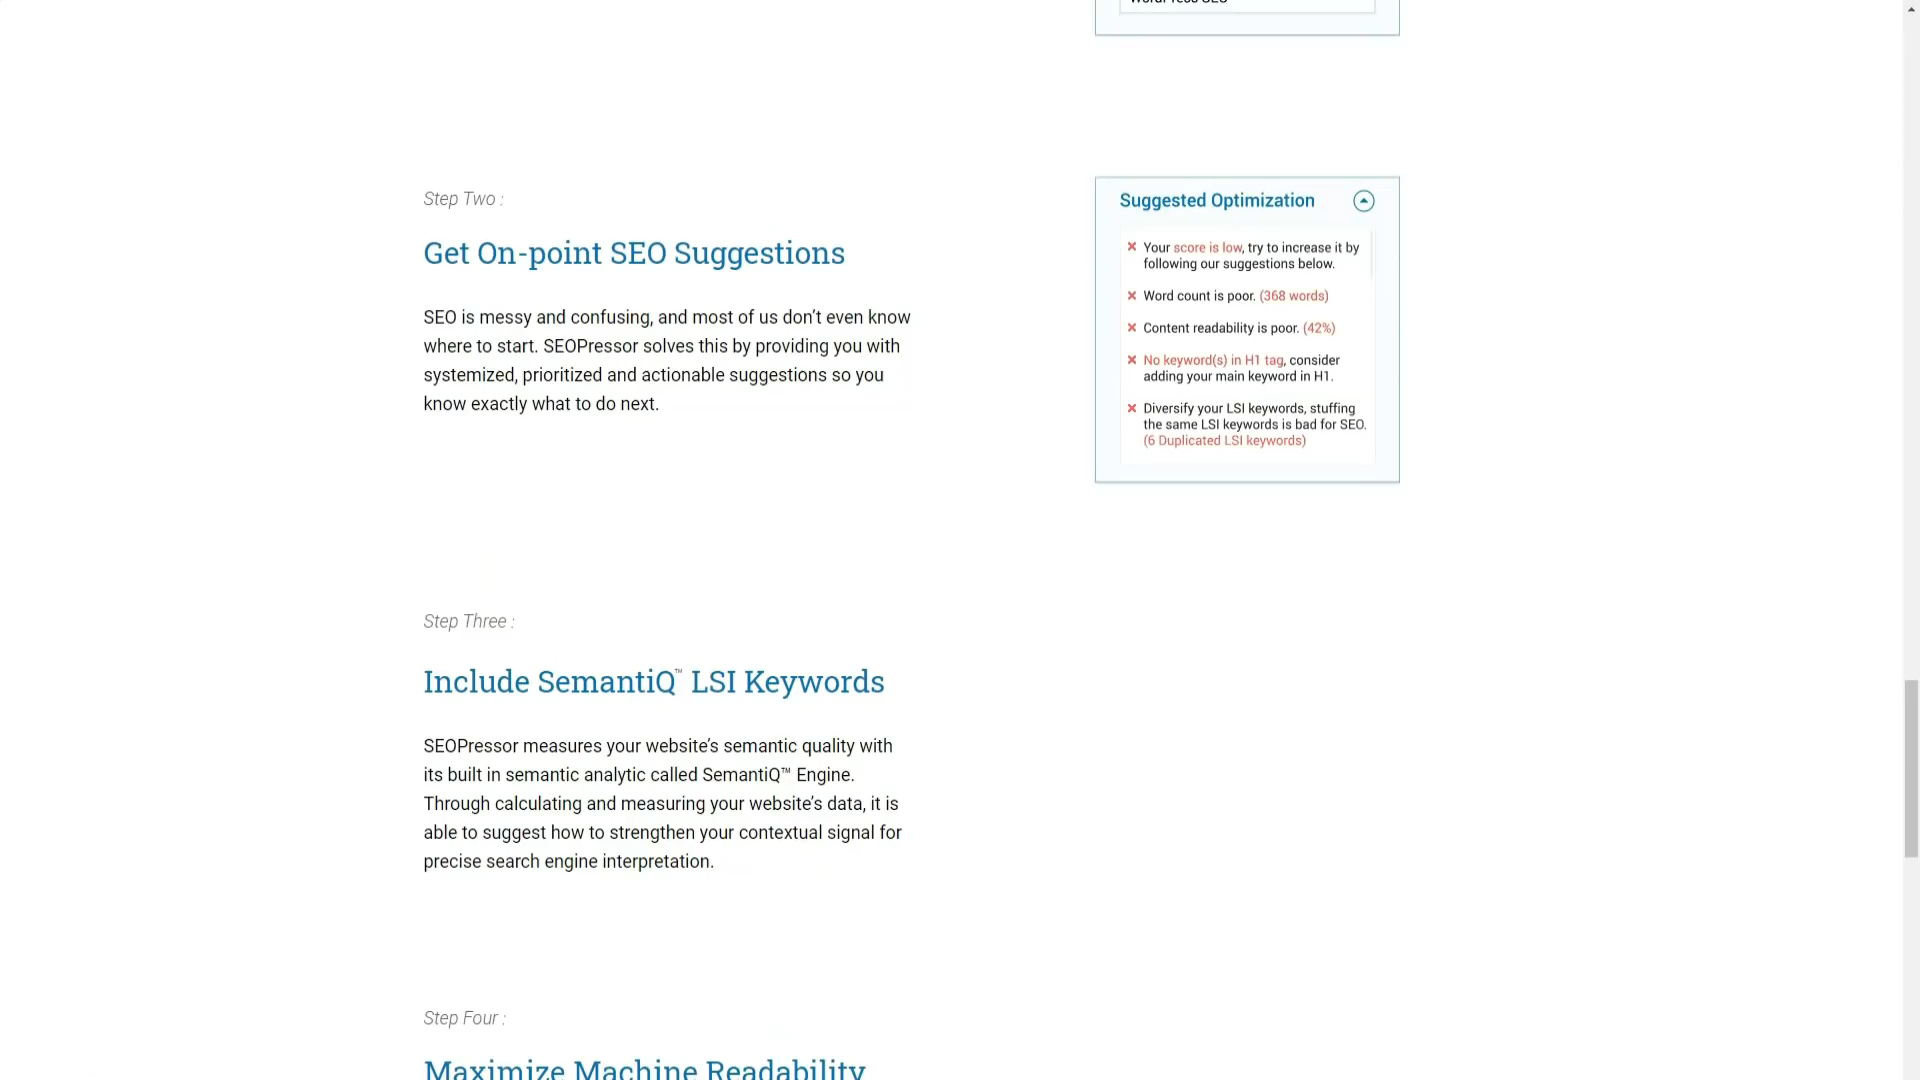 Step Two :
Get On-point SEO Suggestions
SEO is messy and confusing, and most of us don’t even know
where to start. SEOPressor solves this by providing you with
systemized, prioritized and actionable suggestions so you
know exactly what to do next.
Suggested Optimization
Your score is low, try to increase it by
following our suggestions below.
Word count is poor. (368 words)
Content readability is poor. (42%)
No keyword(s) in H1 tag, consider
adding your main keyword in H1.
Diversify your LSI keywords, stuffing
the same LSI keywords is bad for SEO.
(6 Duplicated LSI keywords)
Step Three :
Include SemantiQ™ LSI Keywords
SEOPressor measures your website’s semantic quality with
its built in semantic analytic called SemantiQ™ Engine.
Through calculating and measuring your website’s data, it is
able to suggest how to strengthen your contextual signal for
precise search engine interpretation.
Step Four :
Maximize Machine Readability